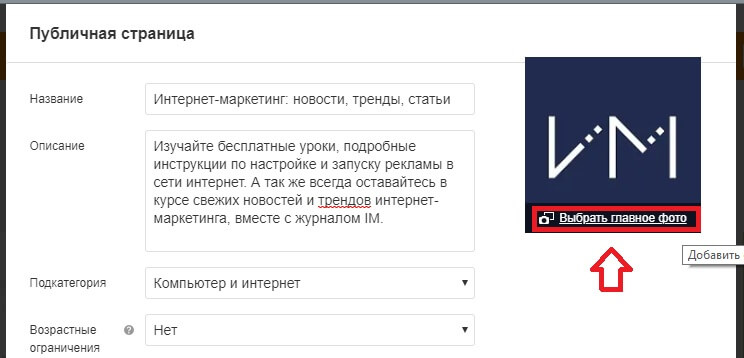 Публичная страница
Название
Интернет-маркетинг: новости, тренды, статьи
Описание
Изучайте бесплатные уроки, подробные
инструкции по настройке и запуску рекламы в
сети интернет. А так же всегда оставайтесь в
курсе свежих новостей и трендов интернет-
маркетинга, вместе с журналом IM.
IM
Выбрать главное фото
Добавить
Подкатегория
Компьютер и интернет
Возрастные
ограничения
?
Нет